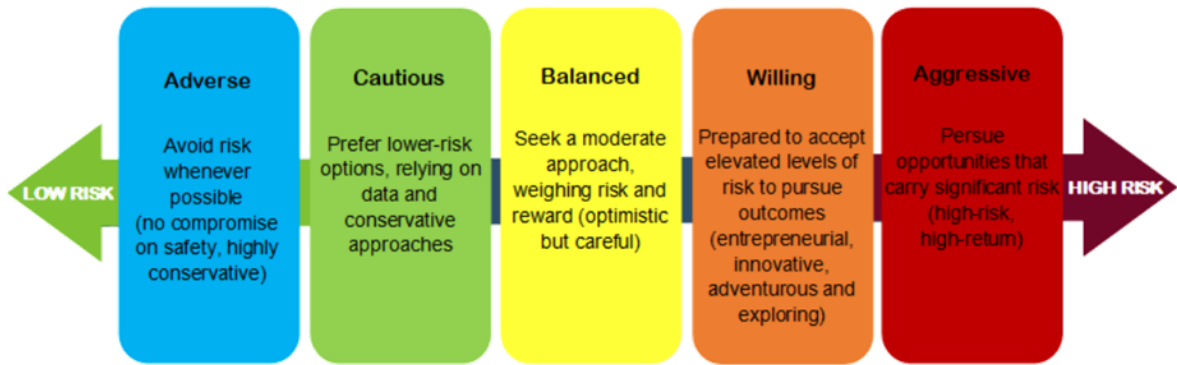 LOW RISK
Adverse
Avoid risk
whenever
possible
(no compromise
on safety, highly
conservative)
Cautious
Prefer lower-risk
options, relying on
data and
conservative
approaches
Balanced
Seek a moderate
approach,
weighing risk and
reward (optimistic
but careful)
Willing
Prepared to accept
elevated levels of
risk to pursue
outcomes
(entrepreneurial,
innovative,
adventurous and
exploring)
Aggressive
Persue
opportunities that
carry significant risk
(high-risk,
high-return)
HIGH RISK